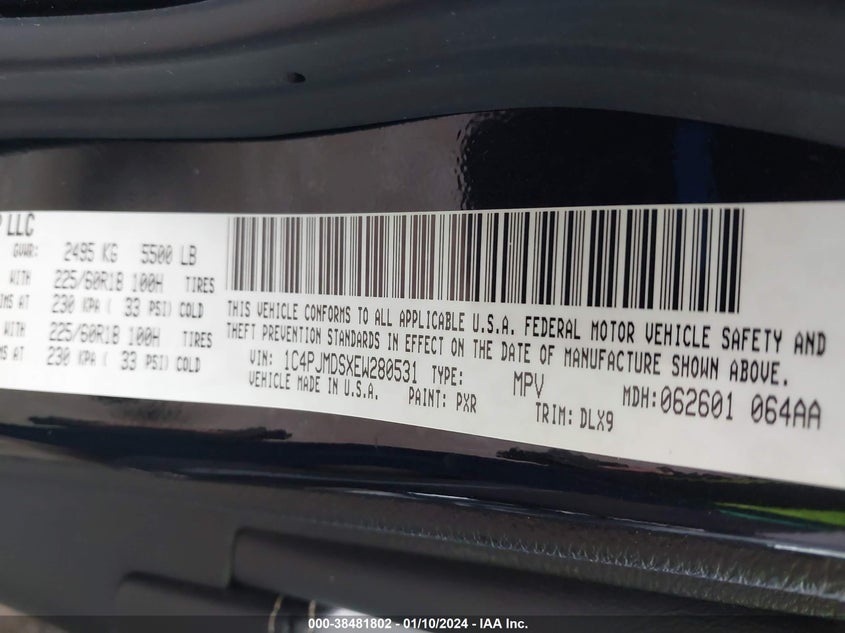 LLC
GVWR: 2495 KG 5500 LB
WITH 225/60R18 100H TIRES
AT 230 KPA ( 33 PSI) COLD
WITH 225/60R18 100H TIRES
AT 230 KPA ( 33 PSI) COLD
THIS VEHICLE CONFORMS TO ALL APPLICABLE U.S.A. FEDERAL MOTOR VEHICLE SAFETY AND
THEFT PREVENTION STANDARDS IN EFFECT ON THE DATE OF MANUFACTURE SHOWN ABOVE.
VIN: 1C4PJMDSXEW280531 TYPE: MPV MDH: 062601 064AA
VEHICLE MADE IN U.S.A. PAINT: PXR TRIM: DLX9
000-38481802 - 01/10/2024 - IAA Inc.